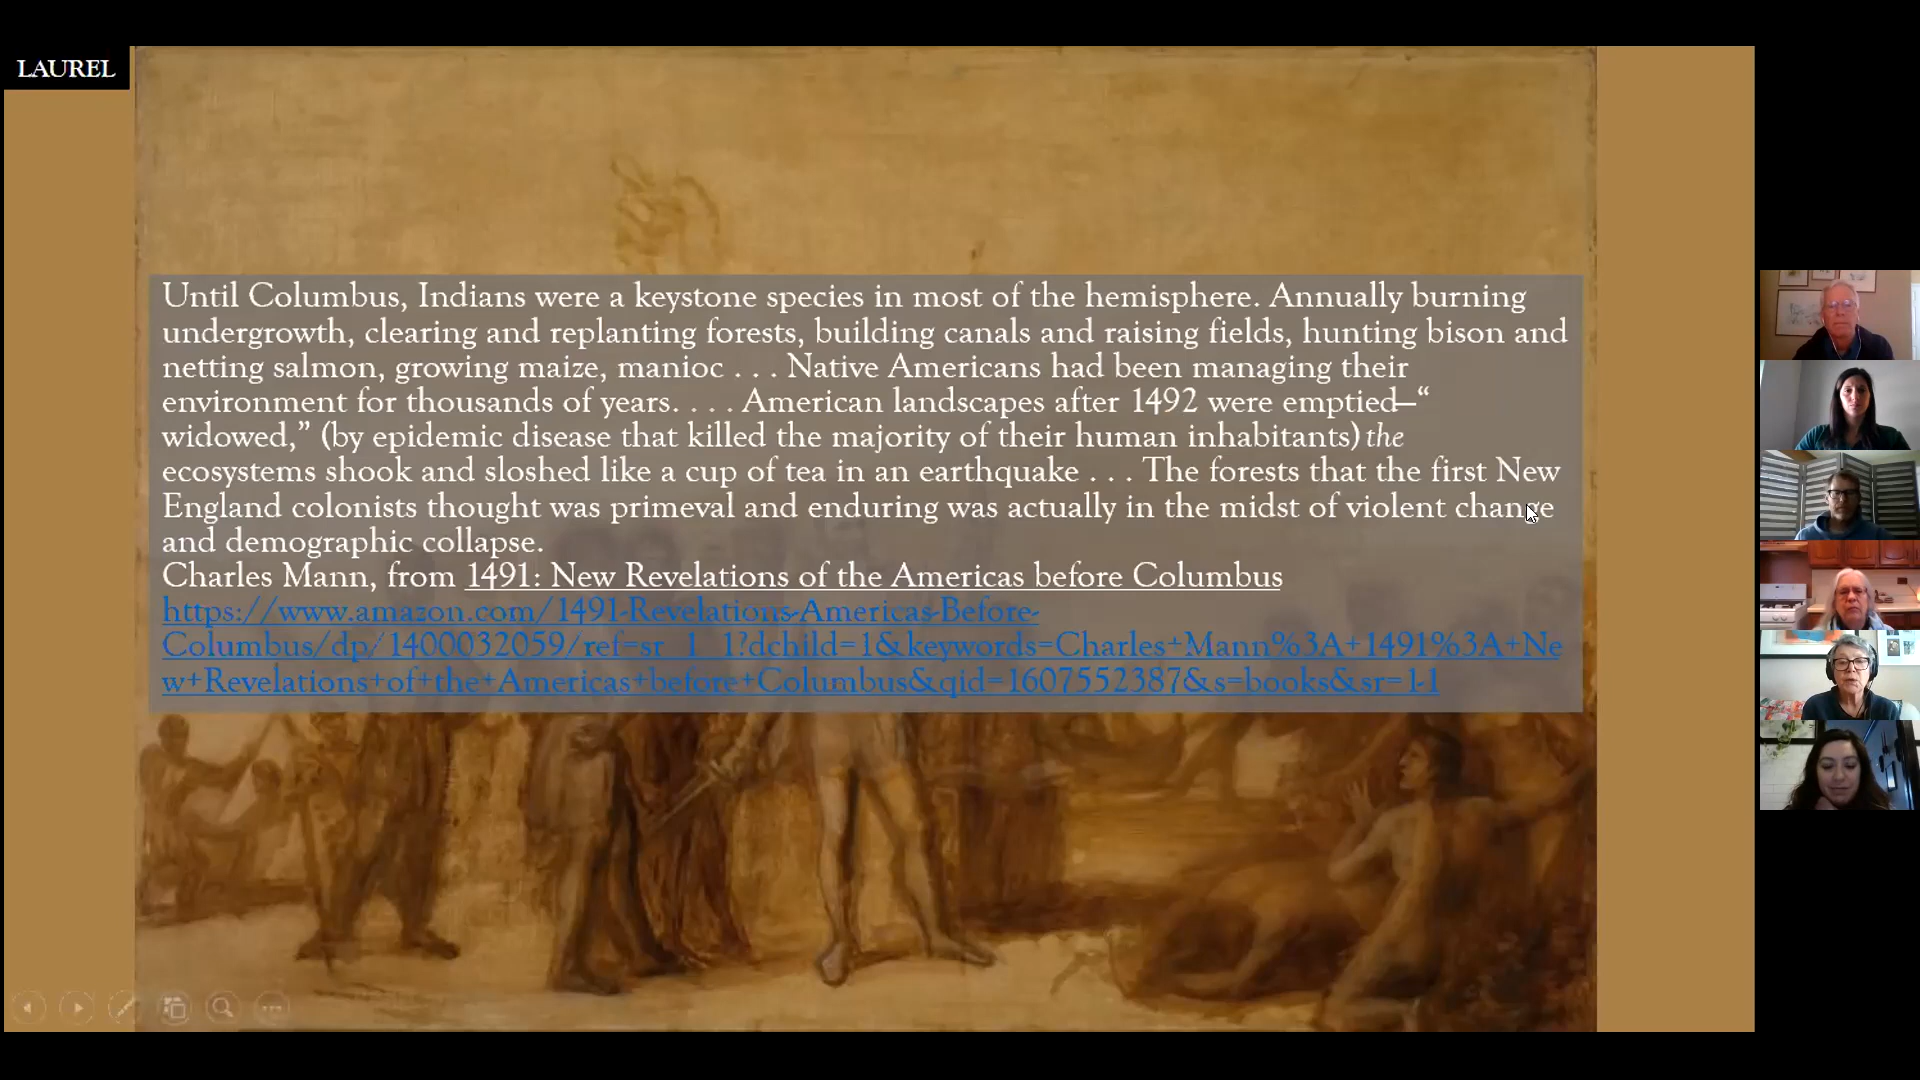 LAUREL
Until Columbus, Indians were a keystone species in most of the hemisphere. Annually burning
undergrowth, clearing and replanting forests, building canals and raising fields, hunting bison and
netting salmon, growing maize, manioc . . . Native Americans had been managing their
environment for thousands of years. . . . American landscapes after 1492 were emptied—“
widowed,” (by epidemic disease that killed the majority of their human inhabitants) the
ecosystems shook and sloshed like a cup of tea in an earthquake . . . The forests that the first New
England colonists thought was primeval and enduring was actually in the midst of violent change
and demographic collapse.
Charles Mann, from 1491: New Revelations of the Americas before Columbus
https://www.amazon.com/1491-Revelations-Americas-Before-
Columbus/dp/1400032059/ref=sr_1_1?dchild=1&keywords=Charles+Mann%3A+1491%3A+Ne
w+Revelations+of+the+Americas+before+Columbus&qid=1607552387&s=books&sr=1-1